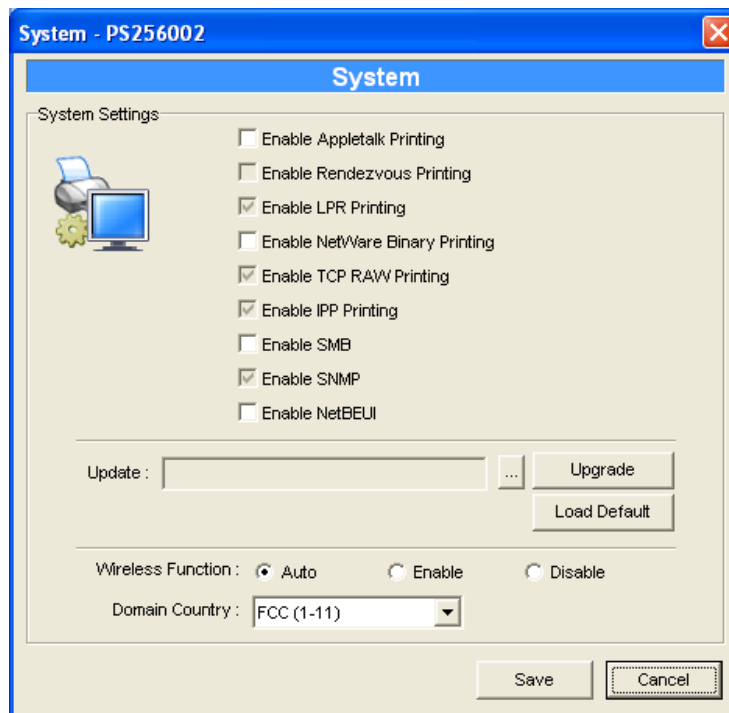 System - PS256002
System
System Settings
Enable Appletalk Printing
Enable Rendezvous Printing
Enable LPR Printing
Enable NetWare Binary Printing
Enable TCP RAW Printing
Enable IPP Printing
Enable SMB
Enable SNMP
Enable NetBEUI
Update : ... Upgrade
Load Default
Wireless Function : Auto Enable Disable
Domain Country : FCC (1-11)
Save Cancel